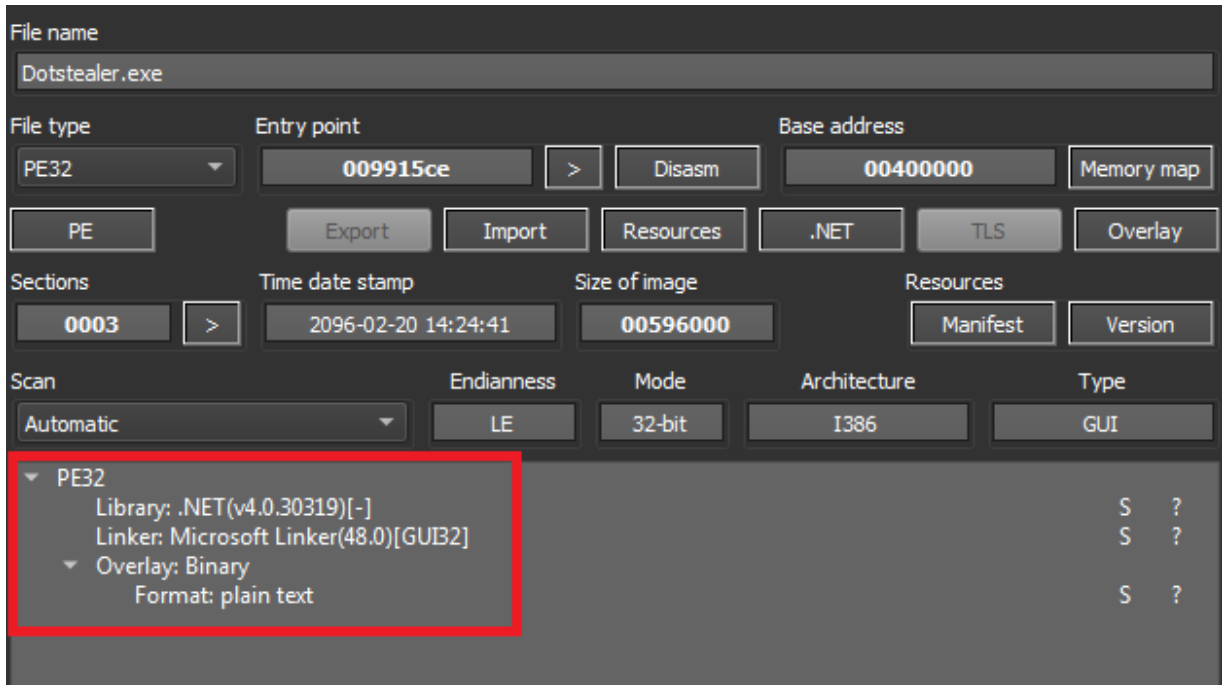 File name
Dotstealer.exe
File type Entry point Base address
PE32 009915ce > Disasm 00400000 Memory map
PE Export Import Resources .NET TLS Overlay
Sections Time date stamp Size of image Resources
0003 > 2096-02-20 14:24:41 00596000 Manifest Version
Scan Endianness Mode Architecture Type
Automatic LE 32-bit I386 GUI
PE32
Library: .NET(v4.0.30319)[-] S ?
Linker: Microsoft Linker(48.0)[GUI32] S ?
Overlay: Binary
Format: plain text S ?